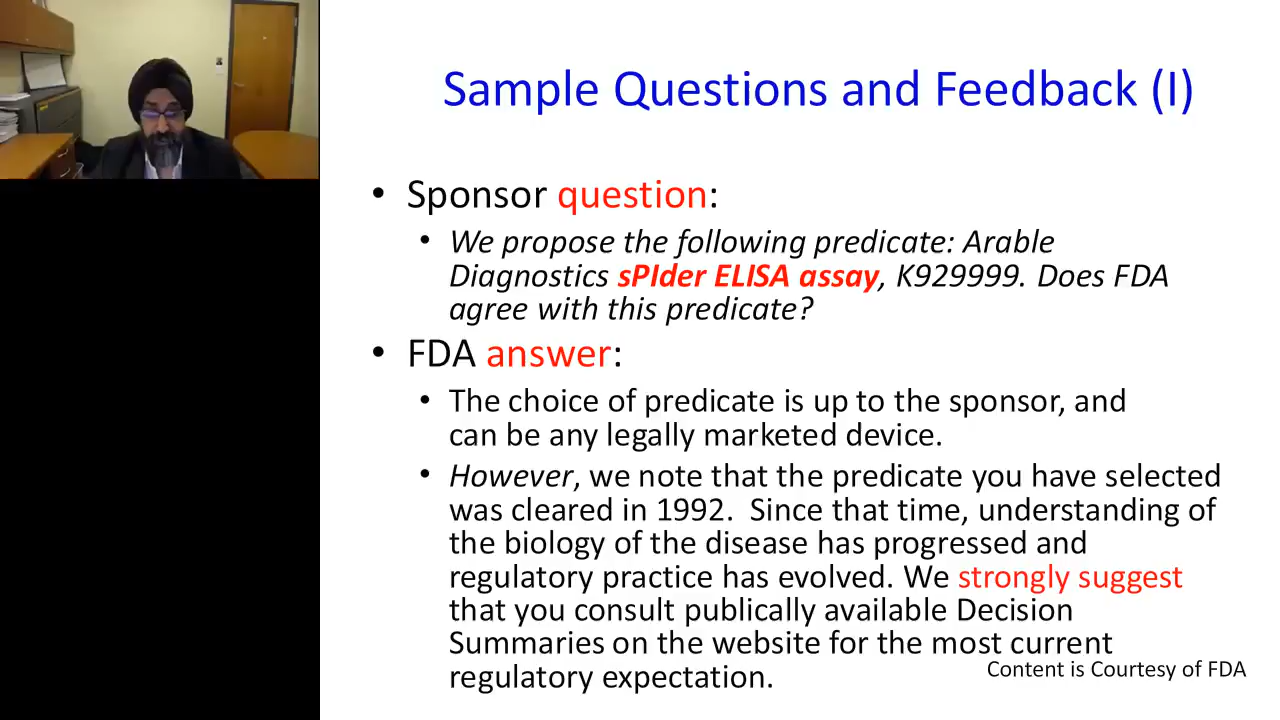 Sample Questions and Feedback (I)
• Sponsor question:
• We propose the following predicate: Arable
Diagnostics sPIder ELISA assay, K929999. Does FDA
agree with this predicate?
• FDA answer:
• The choice of predicate is up to the sponsor, and
can be any legally marketed device.
• However, we note that the predicate you have selected
was cleared in 1992.  Since that time, understanding of
the biology of the disease has progressed and
regulatory practice has evolved. We strongly suggest
that you consult publically available Decision
Summaries on the website for the most current
regulatory expectation.
Content is Courtesy of FDA